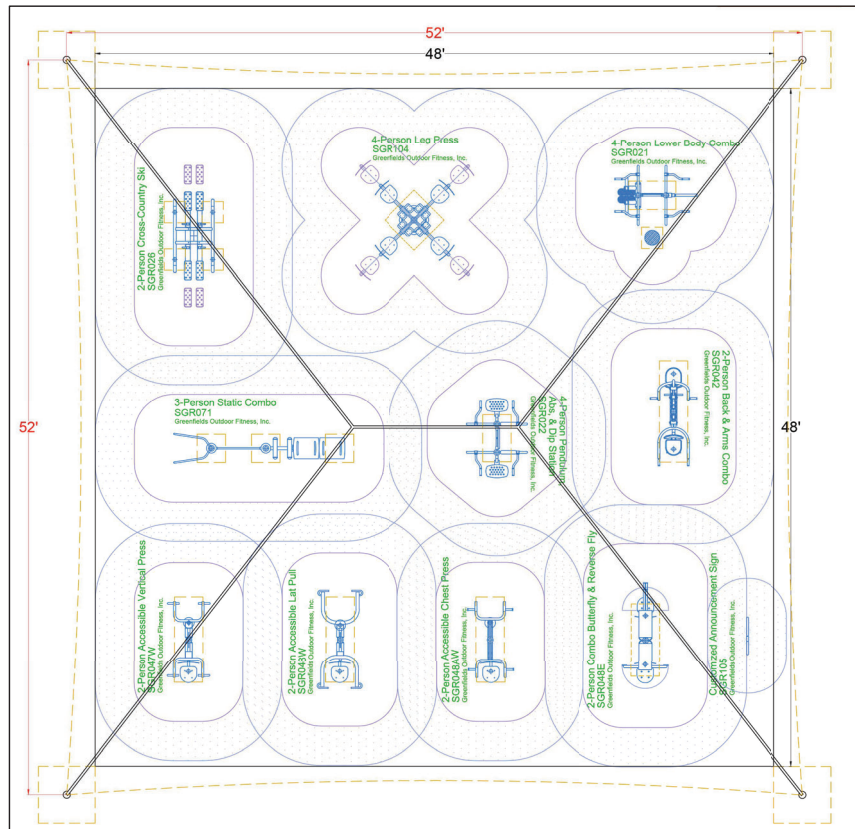 52'
48'
4-Person Leg Press
SGR104
Greenfields Outdoor Fitness, Inc.
4-Person Lower Body Combo
SGR021
Greenfields Outdoor Fitness, Inc.
2-Person Cross-Country Ski
SGR026
Greenfields Outdoor Fitness, Inc.
3-Person Static Combo
SGR071
Greenfields Outdoor Fitness, Inc.
4-Person Pendulum,
Abs, & Dip Station
SGR022
Greenfields Outdoor Fitness, Inc.
2-Person Back & Arms Combo
SGR042
Greenfields Outdoor Fitness, Inc.
52'
48'
2-Person Accessible Vertical Press
SGR047W
Greenfields Outdoor Fitness, Inc.
2-Person Accessible Lat Pull
SGR043W
Greenfields Outdoor Fitness, Inc.
2-Person Accessible Chest Press
SGR048AW
Greenfields Outdoor Fitness, Inc.
2-Person Combo Butterfly & Reverse Fly
SGR048E
Greenfields Outdoor Fitness, Inc.
Customzed Announcement Sign
SGR105
Greenfields Outdoor Fitness, Inc.